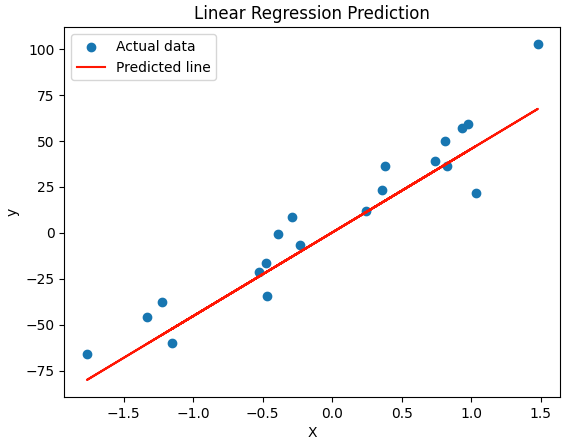 Linear Regression Prediction
Actual data
Predicted line
100
75
50
25
0
−25
−50
−75
y
−1.5 −1.0 −0.5 0.0 0.5 1.0 1.5
X